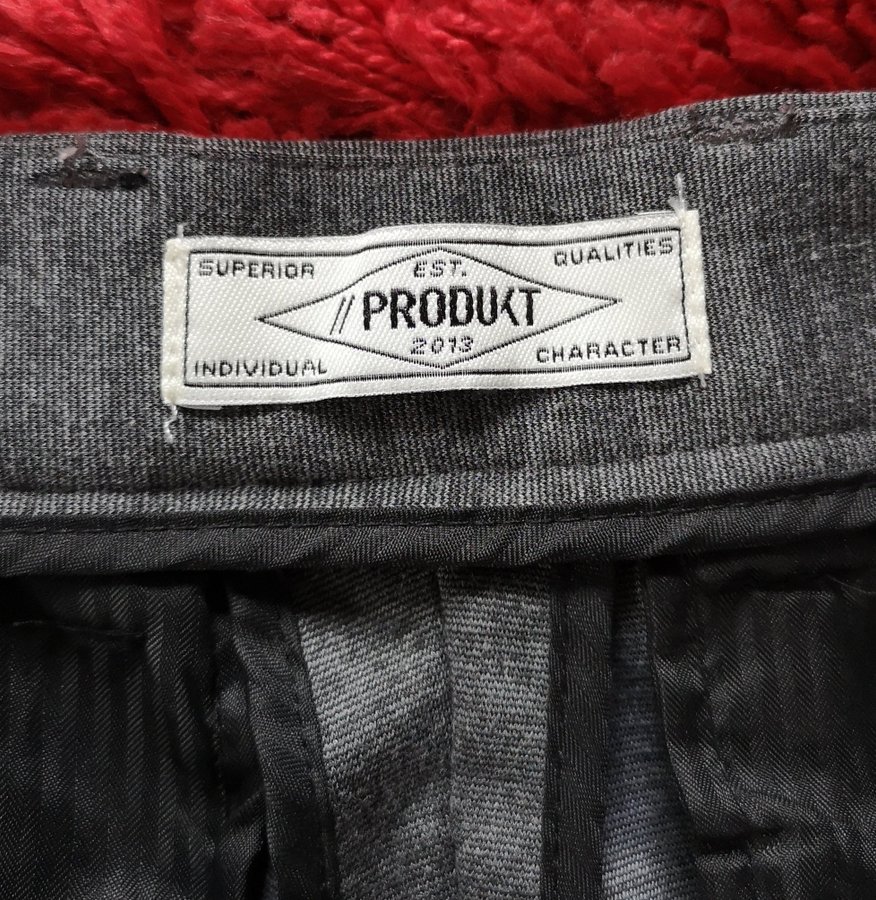 SUPERIOR EST. QUALITIES
//PRODUKT
2013
INDIVIDUAL CHARACTER